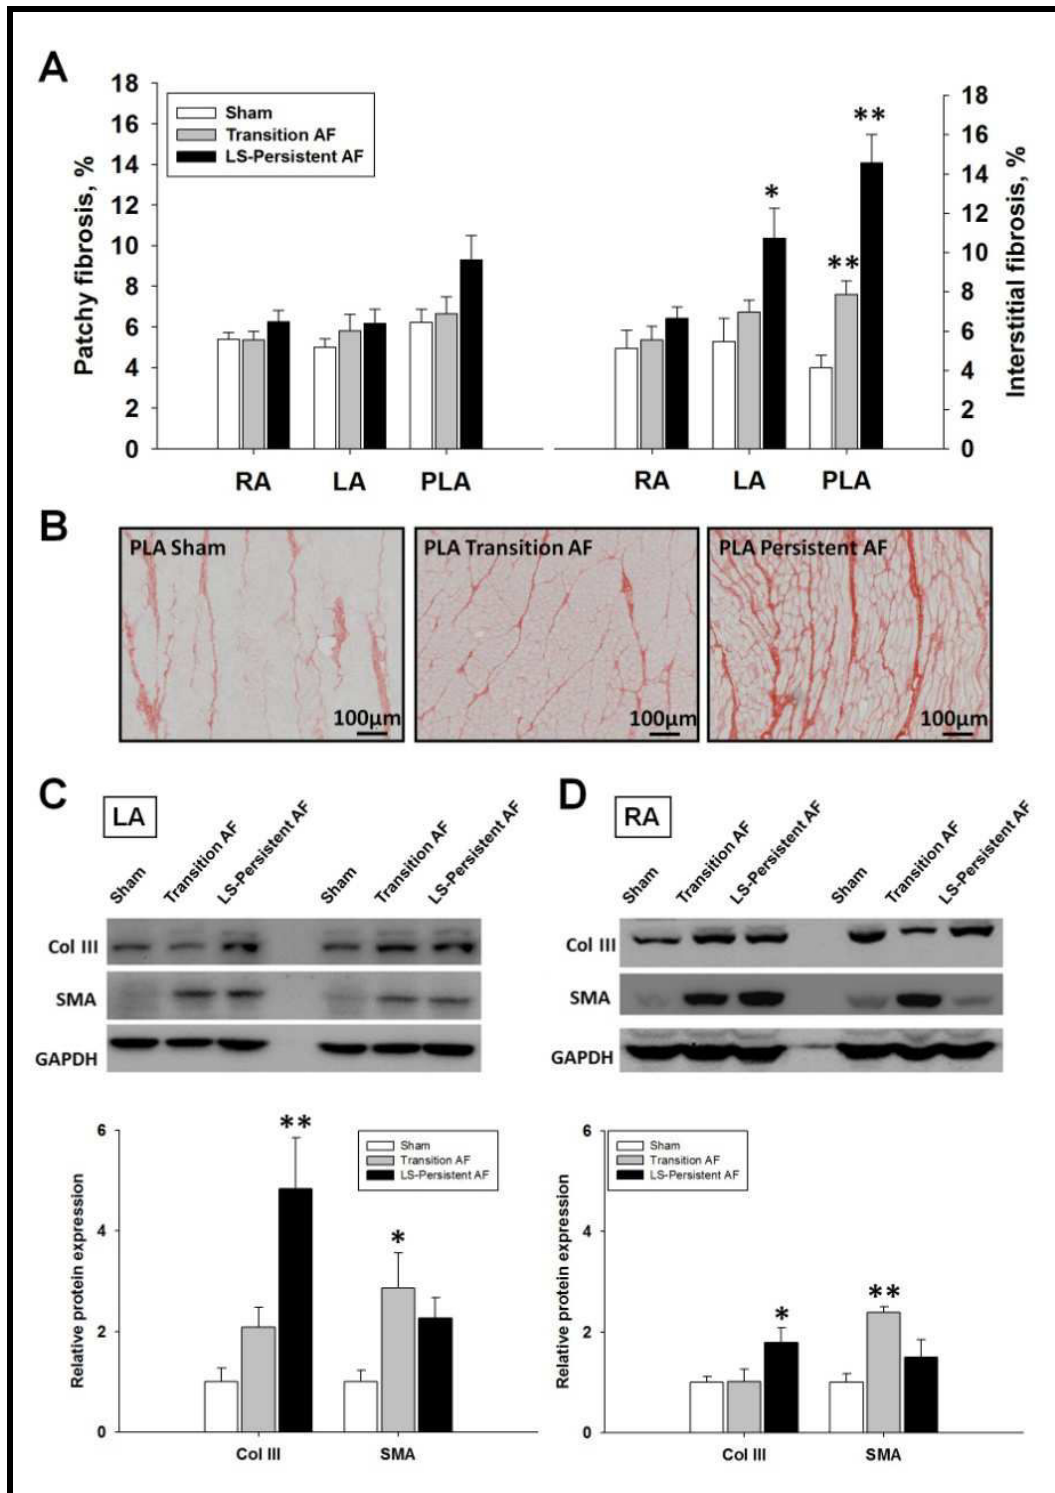 A
Patchy fibrosis, %
18
16
14
12
10
8
6
4
2
0
Sham
Transition AF
LS-Persistent AF
RA
LA
PLA
*
**
**
RA
LA
PLA
18
16
14
12
10
8
6
4
2
0
Interstitial fibrosis, %
B
PLA Sham
100µm
PLA Transition AF
100µm
PLA Persistent AF
100µm
C
LA
Sham
Transition AF
LS-Persistent AF
Sham
Transition AF
LS-Persistent AF
Col III
SMA
GAPDH
Relative protein expression
6
4
2
0
**
*
Sham
Transition AF
LS-Persistent AF
Col III
SMA
D
RA
Sham
Transition AF
LS-Persistent AF
Sham
Transition AF
LS-Persistent AF
Col III
SMA
GAPDH
Relative protein expression
6
4
2
0
Sham
Transition AF
LS-Persistent AF
*
**
Col III
SMA